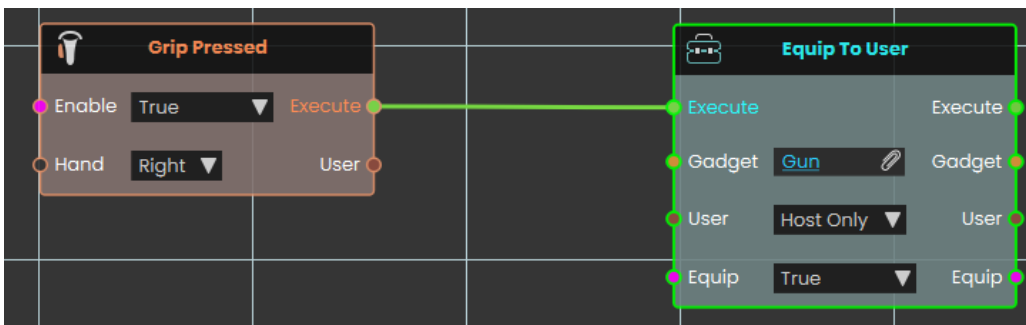 Grip Pressed
Enable True Execute
Hand Right User
Equip To User
Execute Execute
Gadget Gun Gadget
User Host Only User
Equip True Equip